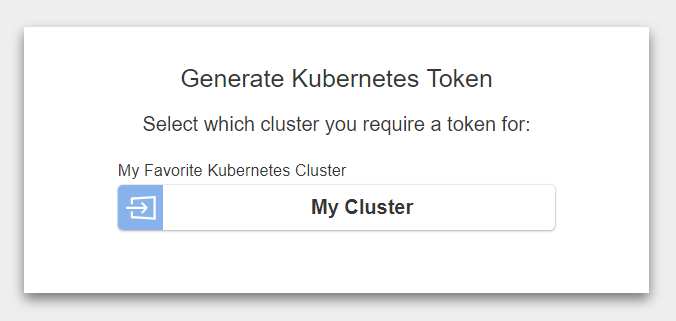 Generate Kubernetes Token
Select which cluster you require a token for:
My Favorite Kubernetes Cluster
My Cluster